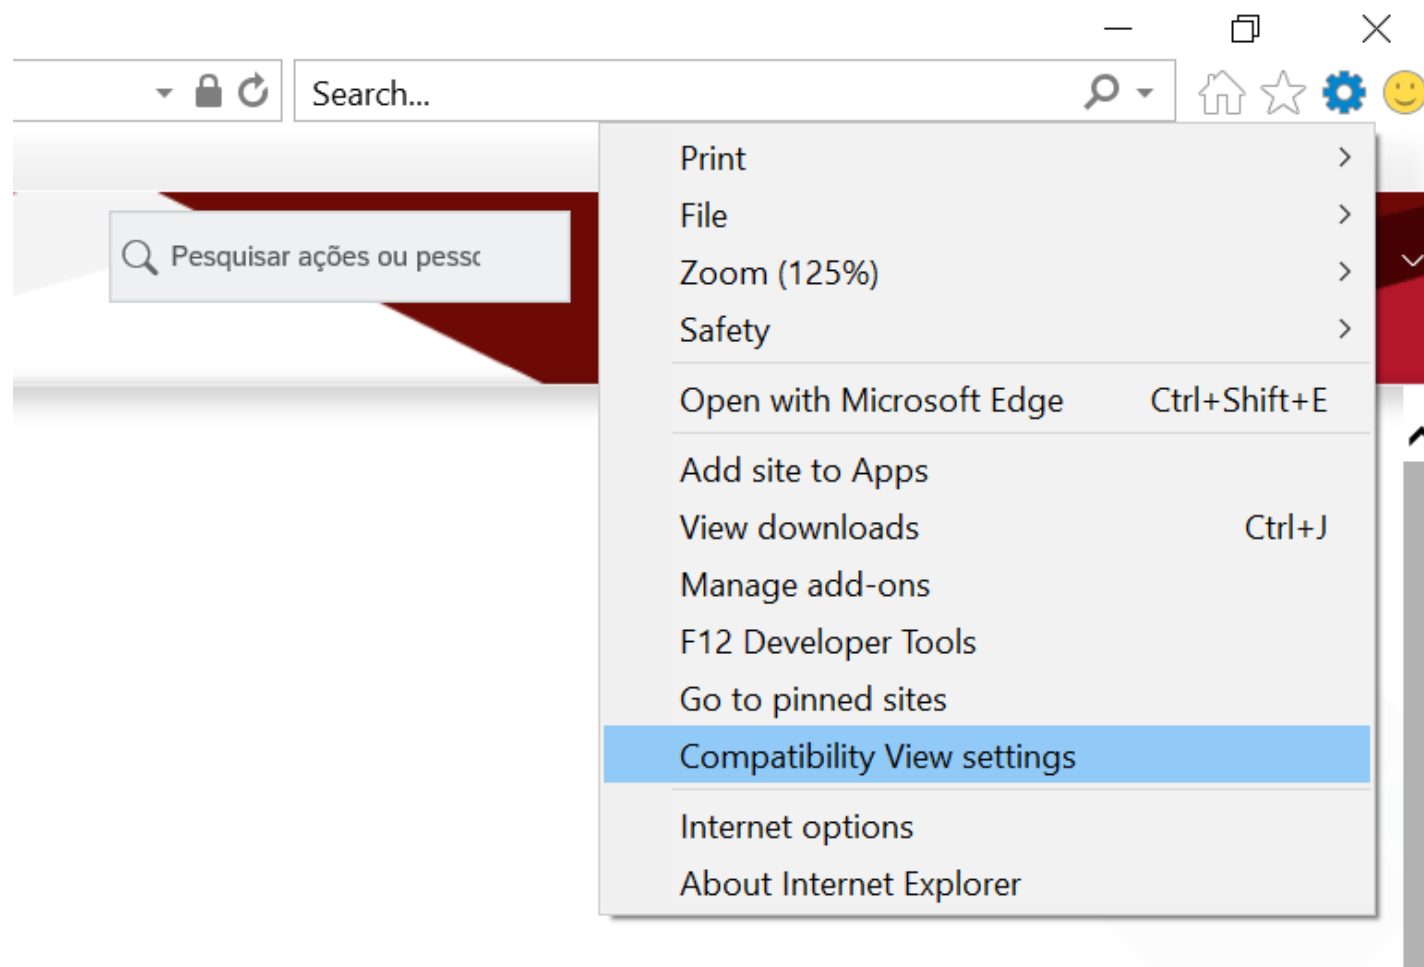 Search...
Pesquisar ações ou
Print
File
Zoom (125%)
Safety
Open with Microsoft Edge Ctrl+Shift+E
Add site to Apps
View downloads Ctrl+J
Manage add-ons
F12 Developer Tools
Go to pinned sites
Compatibility View settings
Internet options
About Internet Explorer